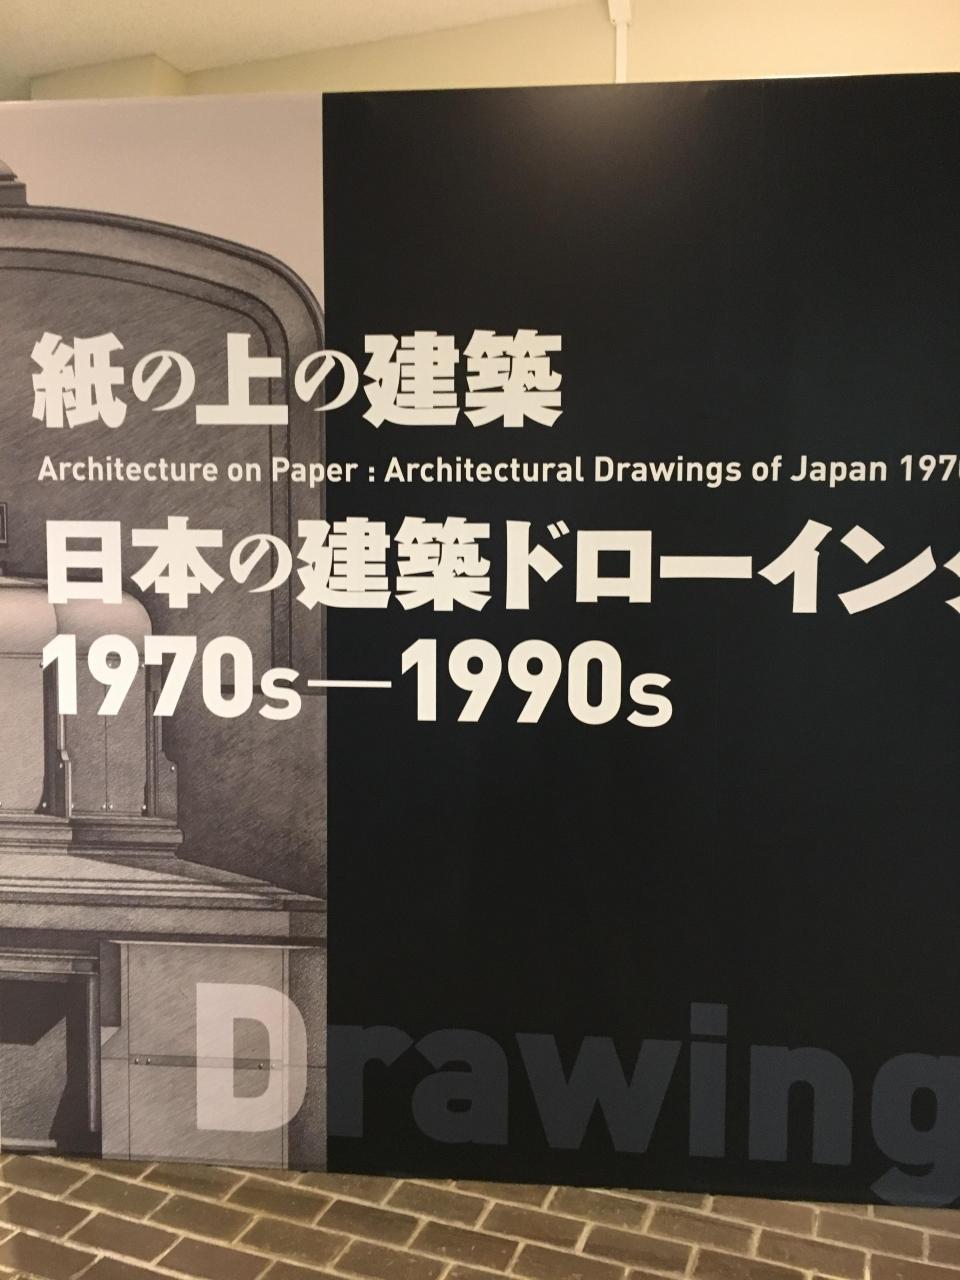 紙の上の建築
Architecture on Paper : Architectural Drawings of Japan 197
日本の建築ドローイン
1970s—1990s
Drawing